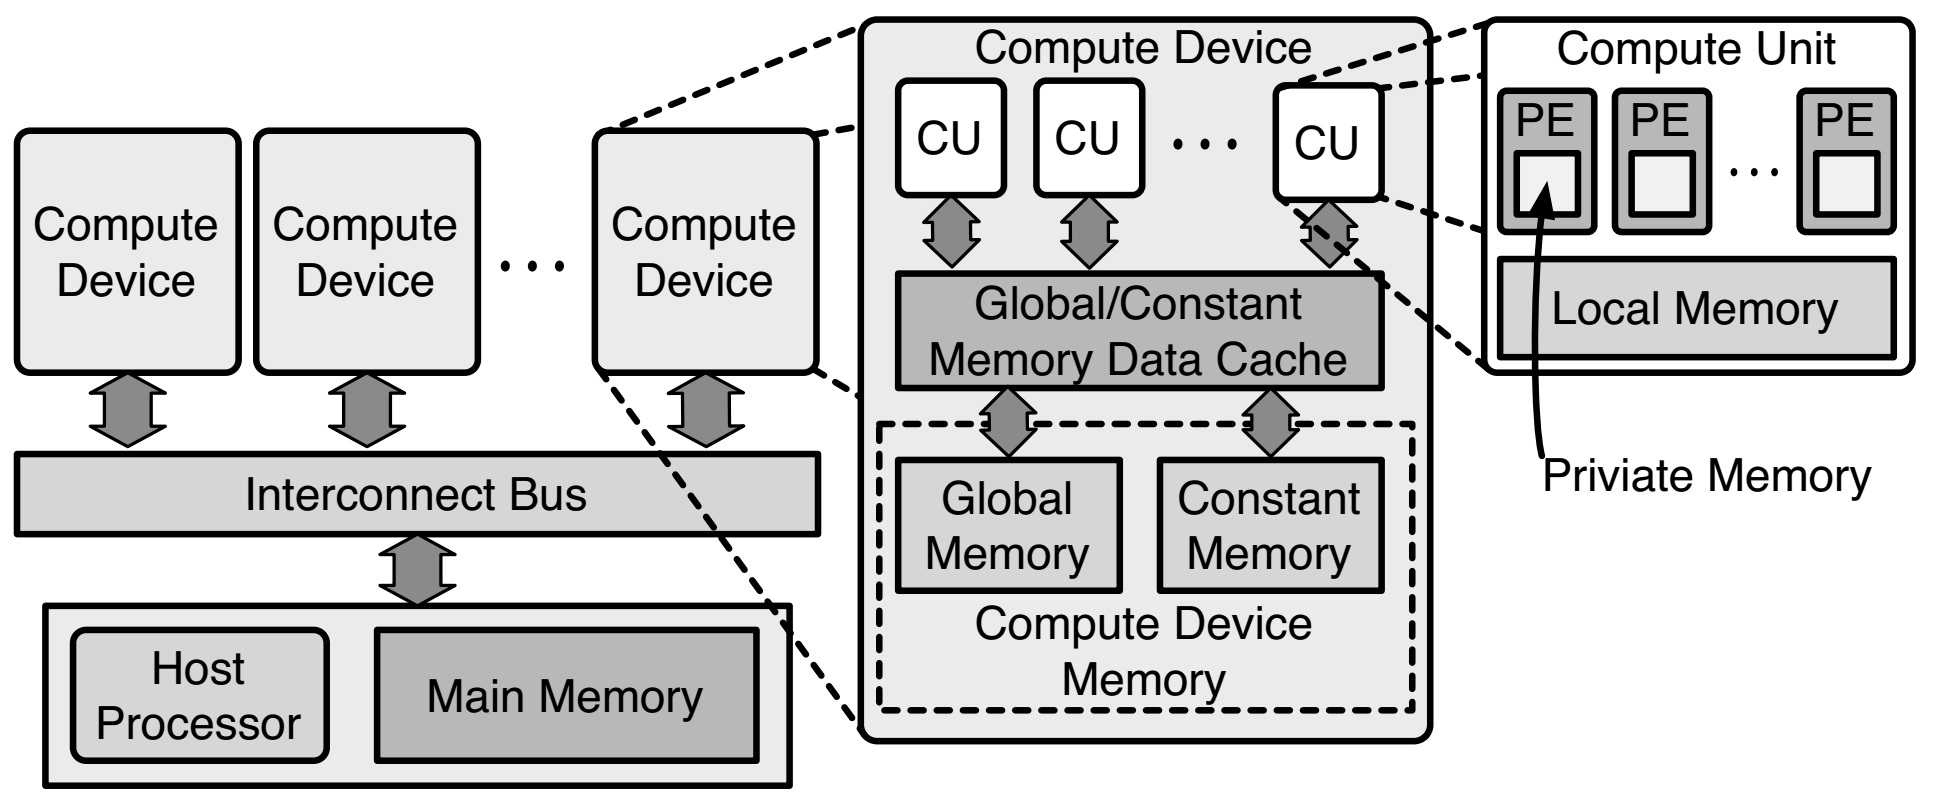 Compute
Device
Compute
Device
...
Compute
Device
Interconnect Bus
Host
Processor
Main Memory
Compute Device
CU
CU
...
CU
Global/Constant
Memory Data Cache
Global
Memory
Constant
Memory
Compute Device
Memory
Compute Unit
PE
PE
...
PE
Local Memory
Priviate Memory